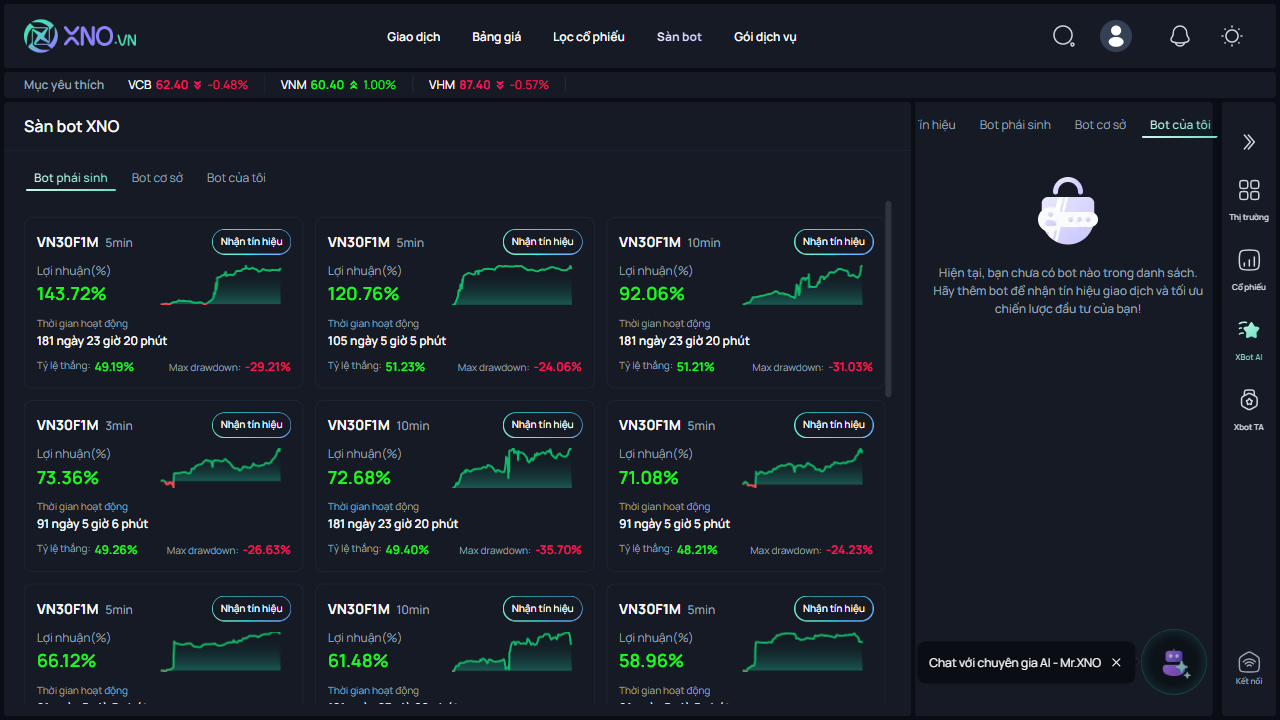 XNO.VN
Giao dịch Bảng giá Lọc cổ phiếu Sàn bot Gói dịch vụ
Mục yêu thích VCB 62.40 -0.48% VNM 60.40 1.00% VHM 87.40 -0.57%
Sàn bot XNO
Bot phái sinh Bot cơ sở Bot của tôi
VN30F1M 5min Nhận tín hiệu
Lợi nhuận(%)
143.72%
Thời gian hoạt động
181 ngày 23 giờ 20 phút
Tỷ lệ thắng: 49.19% Max drawdown: -29.21%
VN30F1M 5min Nhận tín hiệu
Lợi nhuận(%)
120.76%
Thời gian hoạt động
105 ngày 5 giờ 5 phút
Tỷ lệ thắng: 51.23% Max drawdown: -24.06%
VN30F1M 10min Nhận tín hiệu
Lợi nhuận(%)
92.06%
Thời gian hoạt động
181 ngày 23 giờ 20 phút
Tỷ lệ thắng: 51.21% Max drawdown: -31.03%
VN30F1M 3min Nhận tín hiệu
Lợi nhuận(%)
73.36%
Thời gian hoạt động
91 ngày 5 giờ 6 phút
Tỷ lệ thắng: 49.26% Max drawdown: -26.63%
VN30F1M 10min Nhận tín hiệu
Lợi nhuận(%)
72.68%
Thời gian hoạt động
181 ngày 23 giờ 20 phút
Tỷ lệ thắng: 49.40% Max drawdown: -35.70%
VN30F1M 5min Nhận tín hiệu
Lợi nhuận(%)
71.08%
Thời gian hoạt động
91 ngày 5 giờ 5 phút
Tỷ lệ thắng: 48.21% Max drawdown: -24.23%
VN30F1M 5min Nhận tín hiệu
Lợi nhuận(%)
66.12%
Thời gian hoạt động
VN30F1M 10min Nhận tín hiệu
Lợi nhuận(%)
61.48%
Thời gian hoạt động
VN30F1M 5min Nhận tín hiệu
Lợi nhuận(%)
58.96%
Thời gian hoạt động
Tín hiệu Bot phái sinh Bot cơ sở Bot của tôi
Hiện tại, bạn chưa có bot nào trong danh sách.
Hãy thêm bot để nhận tín hiệu giao dịch và tối ưu
chiến lược đầu tư của bạn!
Chat với chuyên gia AI - Mr.XNO
Thị trường
Cổ phiếu
XBot AI
Xbot TA
Kết nối